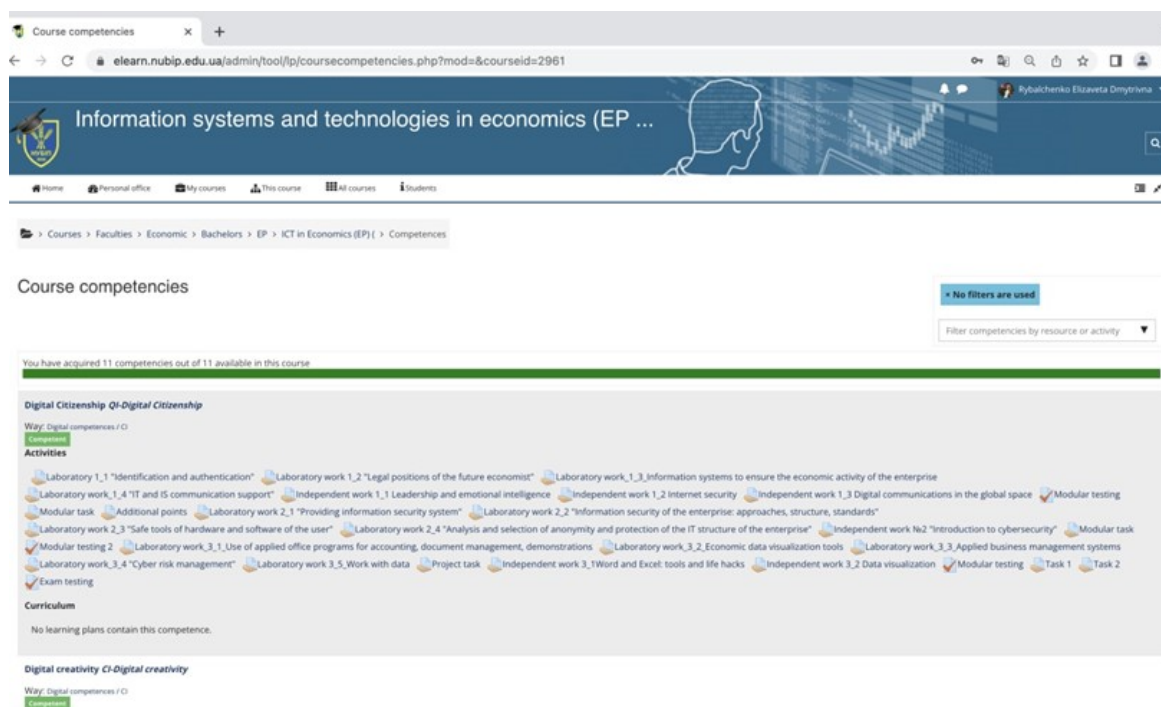 Course competencies
elearn.nubip.edu.ua/admin/tool/lp/coursecompetencies.php?mod=&courseid=2961
Rybalchenko Elizaveta Dmytrivna
Information systems and technologies in economics (EP ...
Home Personal office My courses This course All courses Students
> Courses > Faculties > Economic > Bachelors > EP > ICT in Economics (EP) ( > Competences
Course competencies
× No filters are used
Filter competencies by resource or activity
You have acquired 11 competencies out of 11 available in this course
Digital Citizenship QI-Digital Citizenship
Way: Digital competences / CI
Competent
Activities
Laboratory 1_1 "Identification and authentication" Laboratory work 1_2 "Legal positions of the future economist" Laboratory work_1_3_Information systems to ensure the economic activity of the enterprise
Laboratory work_1_4 "IT and IS communication support" Independent work 1_1 Leadership and emotional intelligence Independent work 1_2 Internet security Independent work 1_3 Digital communications in the global space Modular testing
Modular task Additional points Laboratory work 2_1 "Providing information security system" Laboratory work 2_2 "Information security of the enterprise: approaches, structure, standards"
Laboratory work 2_3 "Safe tools of hardware and software of the user" Laboratory work 2_4 "Analysis and selection of anonymity and protection of the IT structure of the enterprise" Independent work №2 "Introduction to cybersecurity" Modular task
Modular testing 2 Laboratory work_3_1_Use of applied office programs for accounting, document management, demonstrations Laboratory work_3_2_Economic data visualization tools Laboratory work_3_3_Applied business management systems
Laboratory work_3_4 "Cyber risk management" Laboratory work 3_5_Work with data Project task Independent work 3_1Word and Excel: tools and life hacks Independent work 3_2 Data visualization Modular testing Task 1 Task 2
Exam testing
Curriculum
No learning plans contain this competence.
Digital creativity CI-Digital creativity
Way: Digital competences / CI
Competent